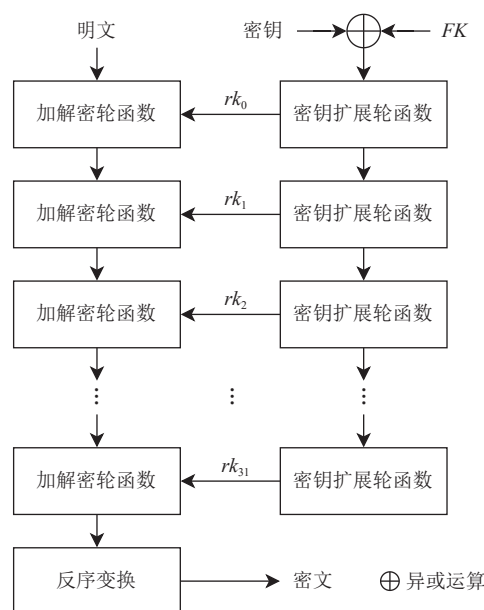 明文 密钥 FK
加解密轮函数 rk₀ 密钥扩展轮函数
加解密轮函数 rk₁ 密钥扩展轮函数
加解密轮函数 rk₂ 密钥扩展轮函数
⋮ ⋮ ⋮
加解密轮函数 rk₃₁ 密钥扩展轮函数
反序变换 密文 ⊕异或运算